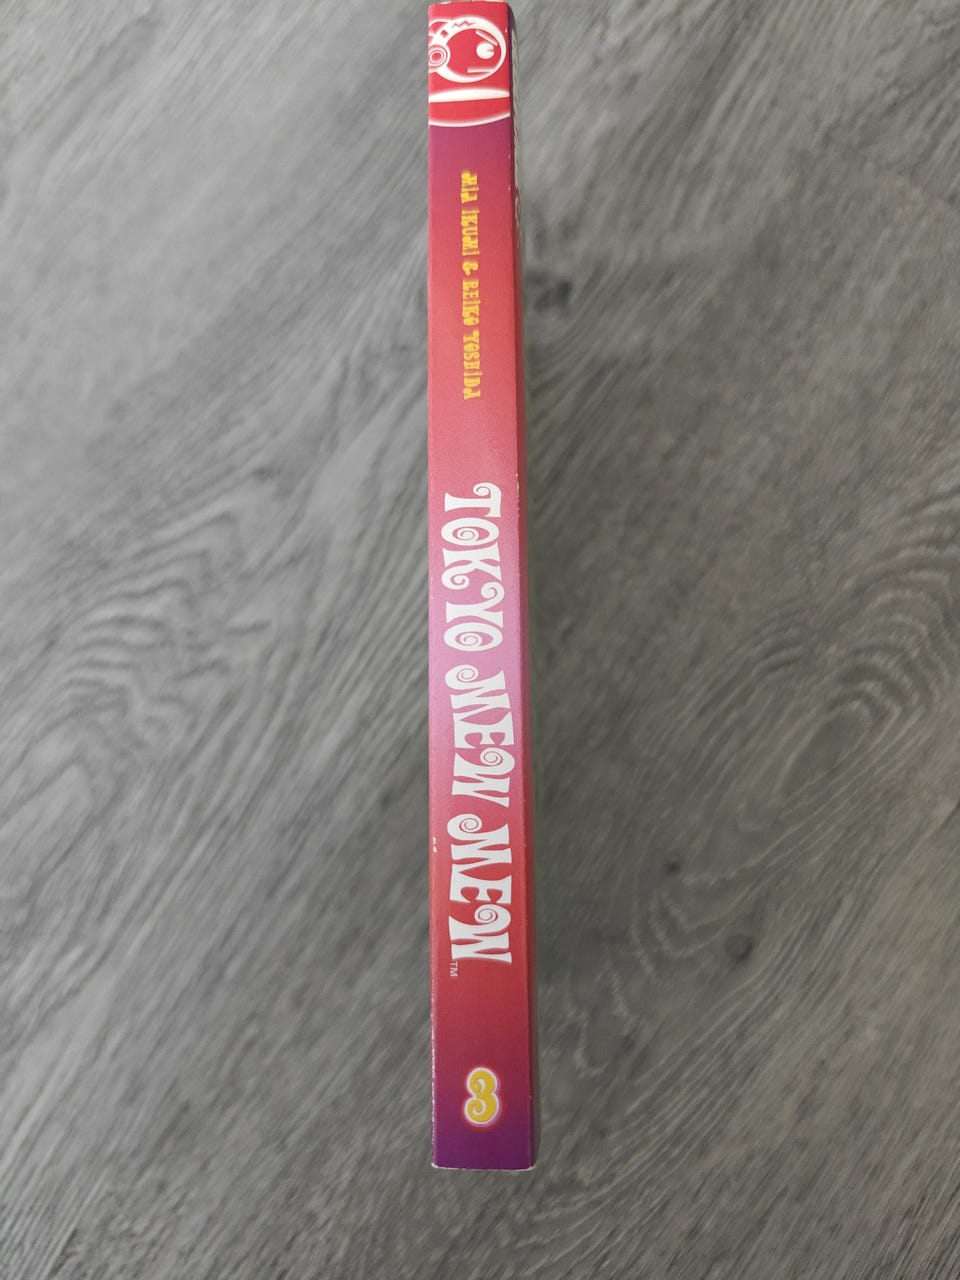 MIA IKUMI & REIKO YOSHIDA
TOKYO MEW MEW™
3